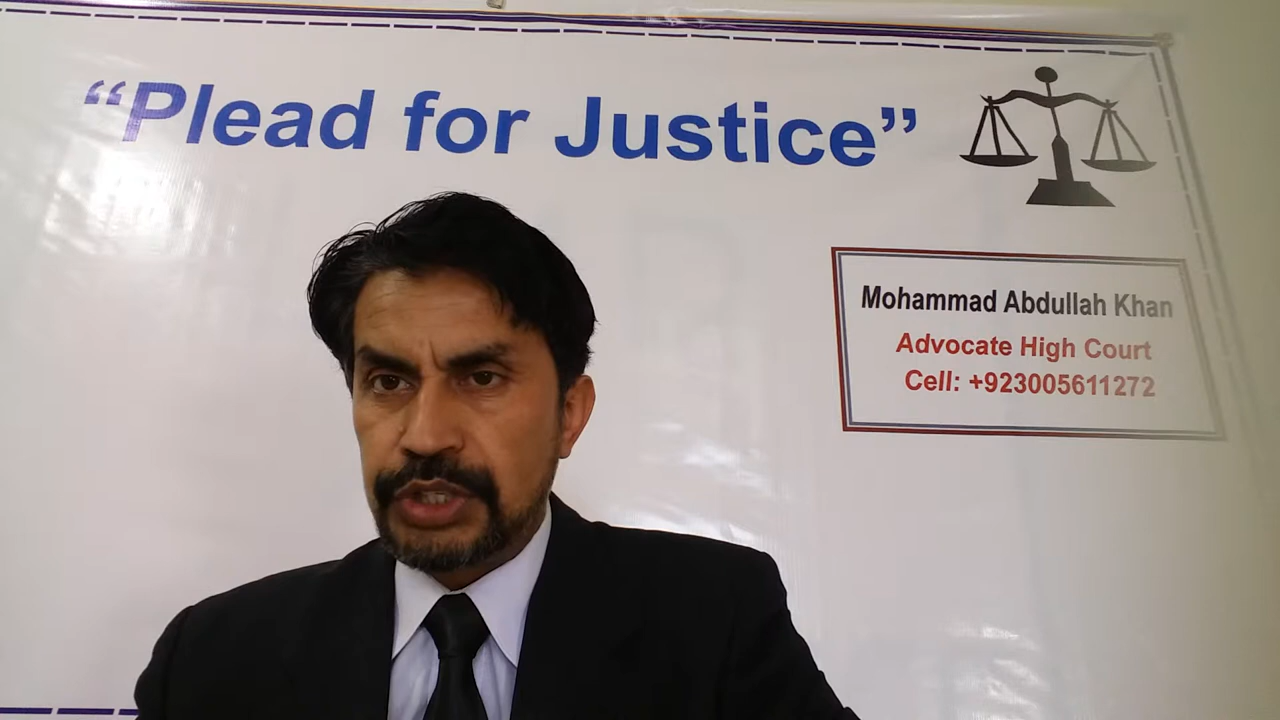 “Plead for Justice”
Mohammad Abdullah Khan
Advocate High Court
Cell: +923005611272